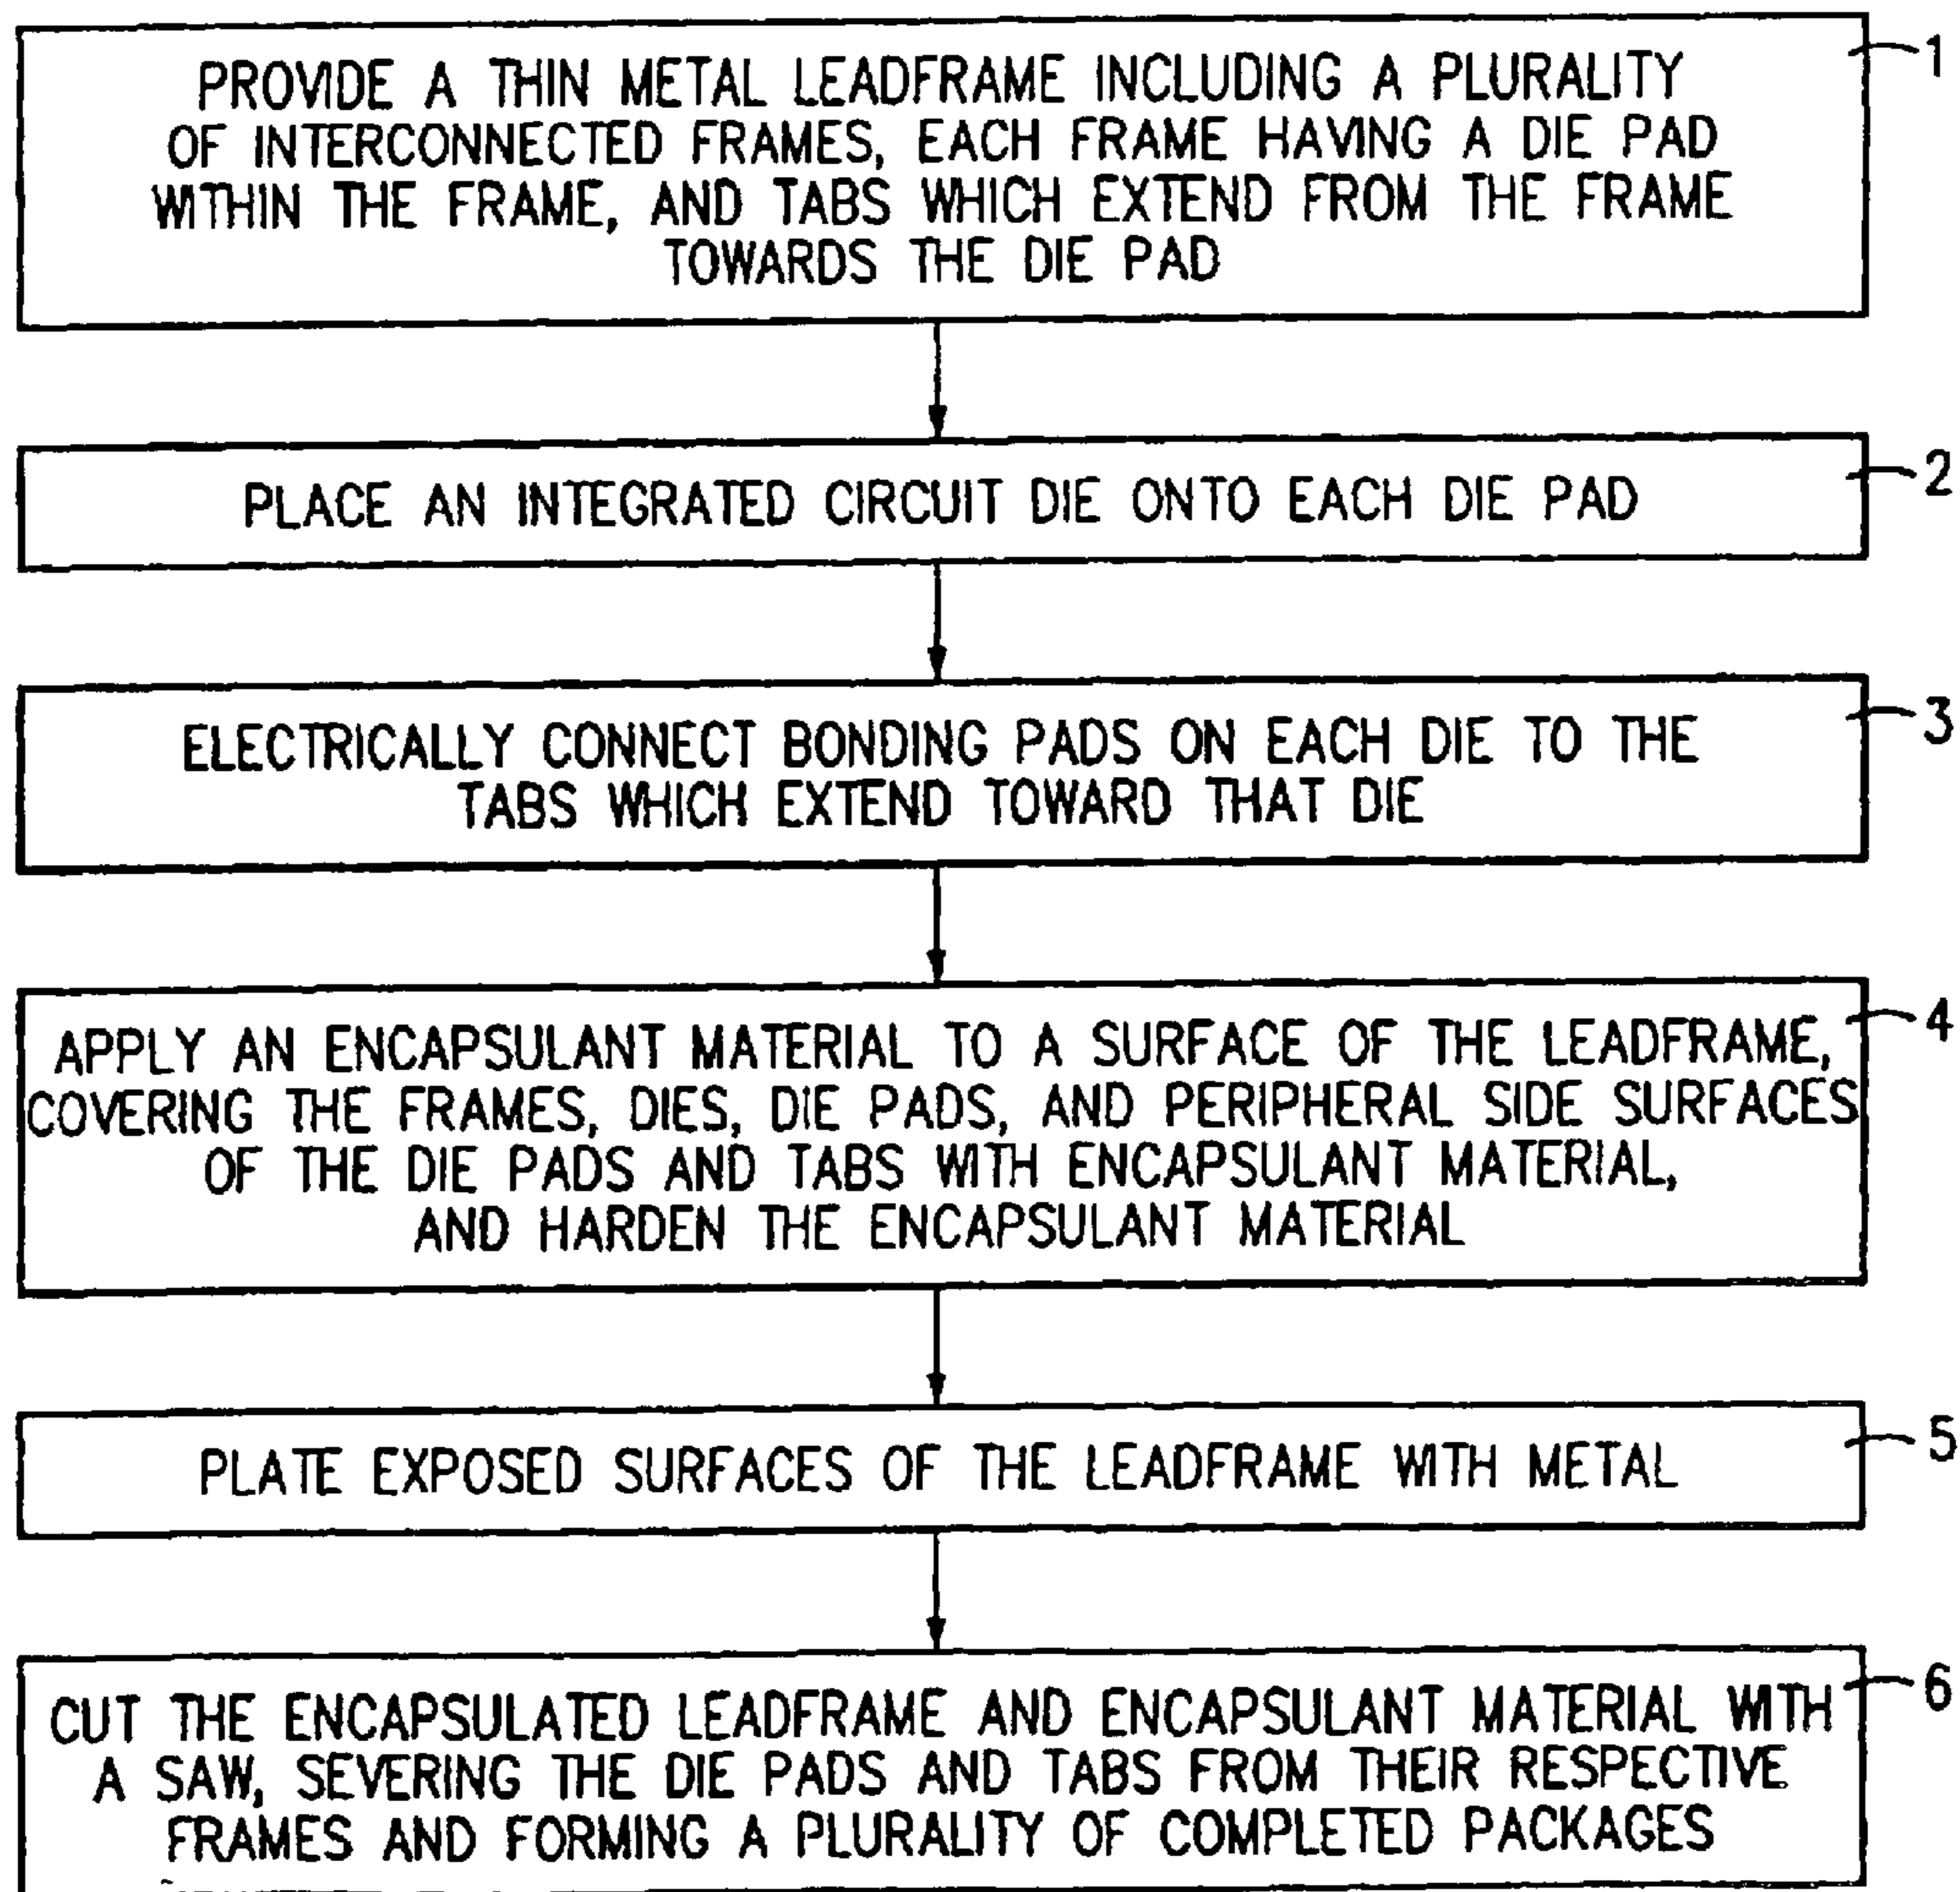 PROVIDE A THIN METAL LEADFRAME INCLUDING A PLURALITY
OF INTERCONNECTED FRAMES, EACH FRAME HAVING A DIE PAD
WITHIN THE FRAME, AND TABS WHICH EXTEND FROM THE FRAME
TOWARDS THE DIE PAD
1
PLACE AN INTEGRATED CIRCUIT DIE ONTO EACH DIE PAD
2
ELECTRICALLY CONNECT BONDING PADS ON EACH DIE TO THE
TABS WHICH EXTEND TOWARD THAT DIE
3
APPLY AN ENCAPSULANT MATERIAL TO A SURFACE OF THE LEADFRAME,
COVERING THE FRAMES, DIES, DIE PADS, AND PERIPHERAL SIDE SURFACES
OF THE DIE PADS AND TABS WITH ENCAPSULANT MATERIAL,
AND HARDEN THE ENCAPSULANT MATERIAL
4
PLATE EXPOSED SURFACES OF THE LEADFRAME WITH METAL
5
CUT THE ENCAPSULATED LEADFRAME AND ENCAPSULANT MATERIAL WITH
A SAW, SEVERING THE DIE PADS AND TABS FROM THEIR RESPECTIVE
FRAMES AND FORMING A PLURALITY OF COMPLETED PACKAGES
6